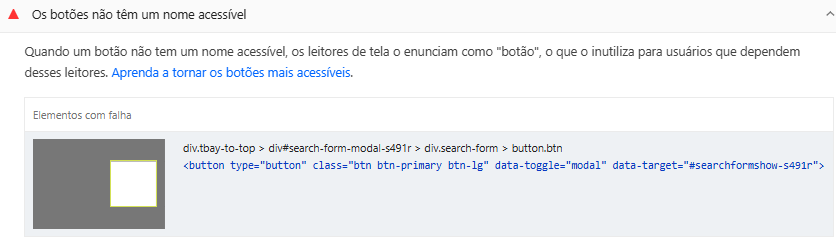 Os botões não têm um nome acessível
Quando um botão não tem um nome acessível, os leitores de tela o enunciam como "botão", o que o inutiliza para usuários que dependem
desses leitores. Aprenda a tornar os botões mais acessíveis.
Elementos com falha
div.tbay-to-top > div#search-form-modal-s491r > div.search-form > button.btn
<button type="button" class="btn btn-primary btn-lg" data-toggle="modal" data-target="#searchformshow-s491r">